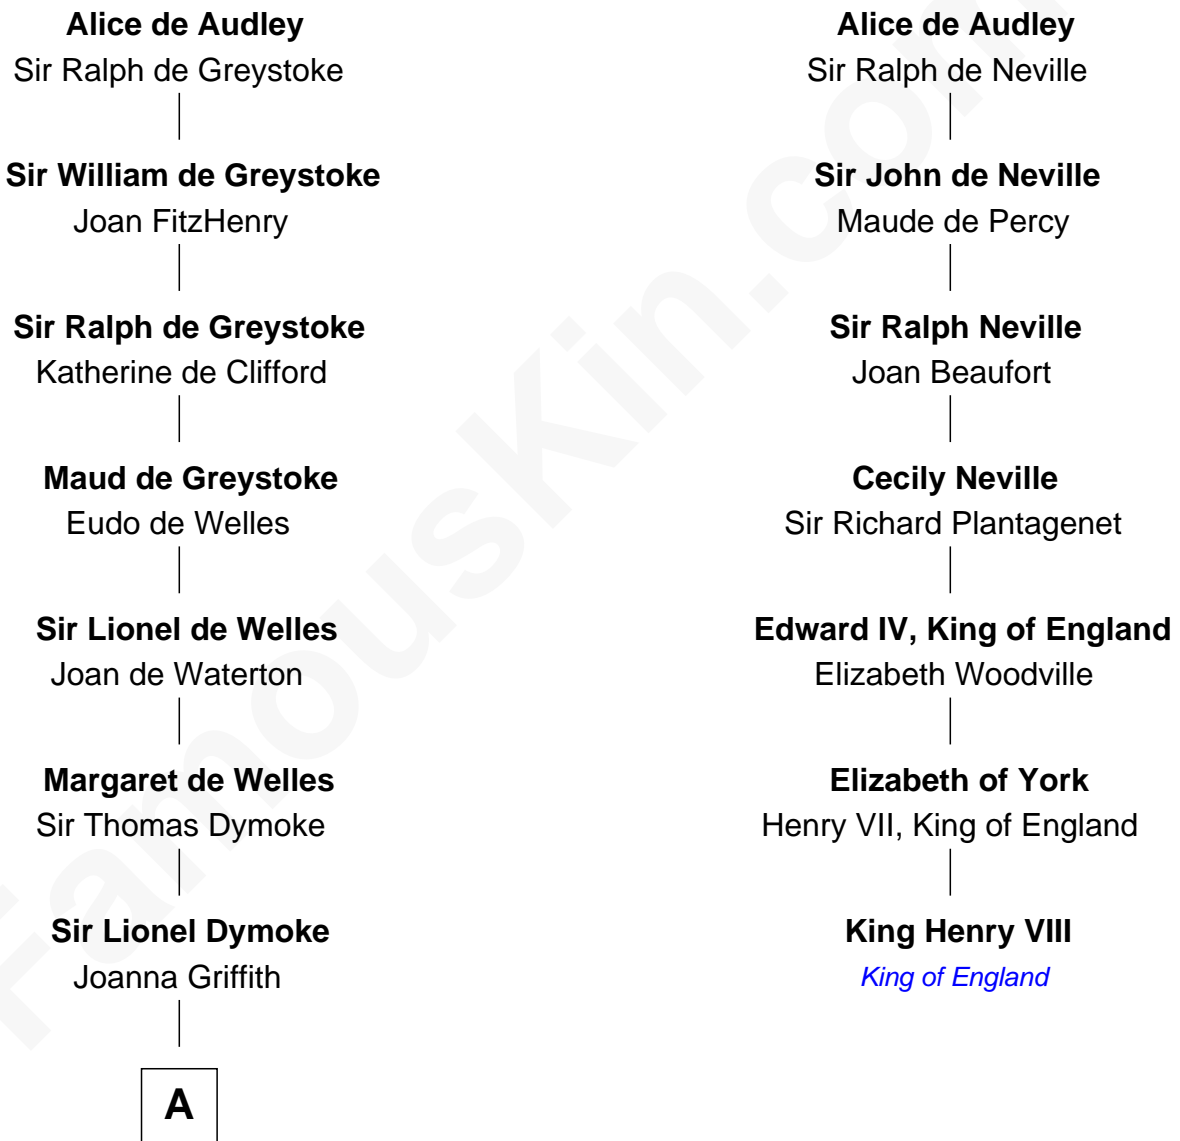 Alice de Audley
Sir Ralph de Greystoke
Sir William de Greystoke
Joan FitzHenry
Sir Ralph de Greystoke
Katherine de Clifford
Maud de Greystoke
Eudo de Welles
Sir Lionel de Welles
Joan de Waterton
Margaret de Welles
Sir Thomas Dymoke
Sir Lionel Dymoke
Joanna Griffith
A
Alice de Audley
Sir Ralph de Neville
Sir John de Neville
Maude de Percy
Sir Ralph Neville
Joan Beaufort
Cecily Neville
Sir Richard Plantagenet
Edward IV, King of England
Elizabeth Woodville
Elizabeth of York
Henry VII, King of England
King Henry VIII
King of England
FamousKin.com